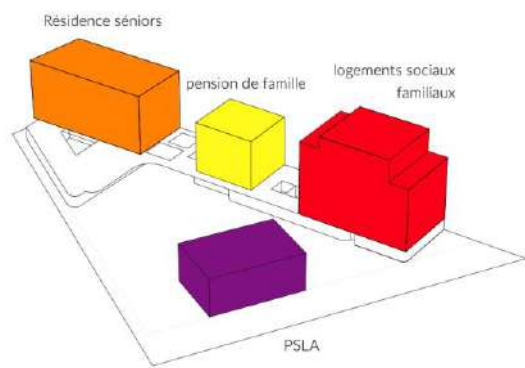 Résidence séniors
pension de famille
logements sociaux
familiaux
PSLA